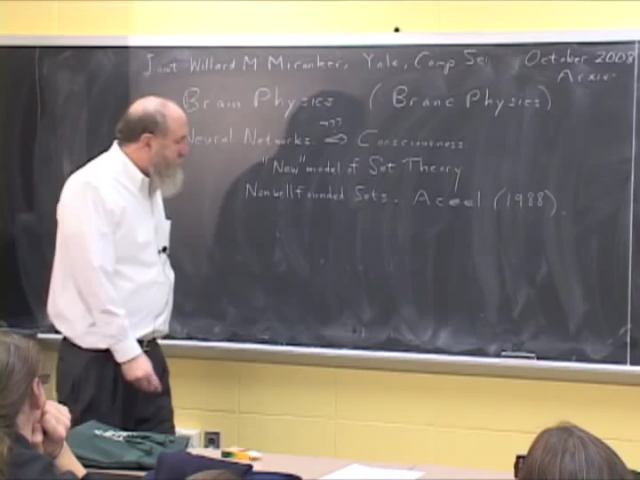 Joint Willard M Miranker, Yale, Comp Sci October 2008
Arxiv
Brain Physics (Brane Physics)
Neural Networks ⇔ Consciousness
"New" model of Set Theory
Nonwellfounded Sets. Aczel (1988).